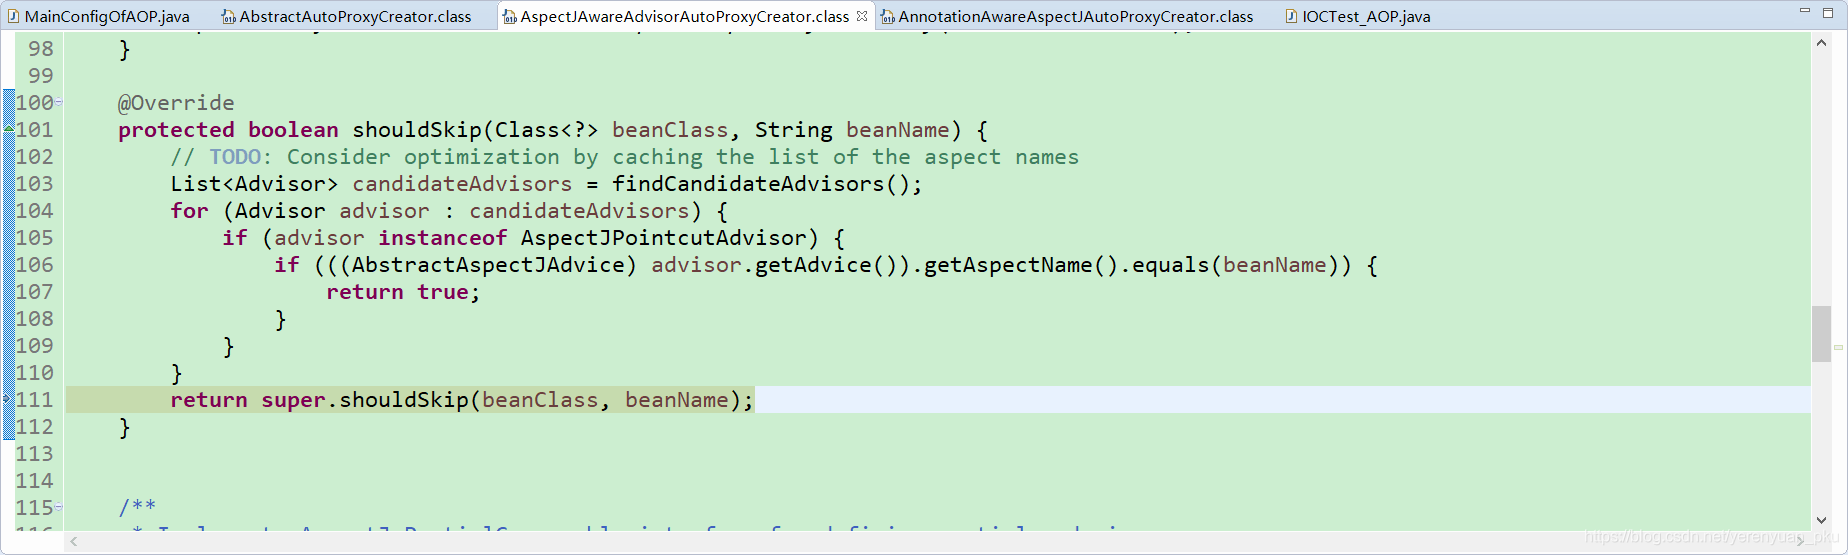 MainConfigOfAOP.java AbstractAutoProxyCreator.class AspectJAwareAdvisorAutoProxyCreator.class AnnotationAwareAspectJAutoProxyCreator.class IOCTest_AOP.java
98 }
99
100 @Override
101 protected boolean shouldSkip(Class<?> beanClass, String beanName) {
102 // TODO: Consider optimization by caching the list of the aspect names
103 List<Advisor> candidateAdvisors = findCandidateAdvisors();
104 for (Advisor advisor : candidateAdvisors) {
105 if (advisor instanceof AspectJPointcutAdvisor) {
106 if (((AbstractAspectJAdvice) advisor.getAdvice()).getAspectName().equals(beanName)) {
107 return true;
108 }
109 }
110 }
111 return super.shouldSkip(beanClass, beanName);
112 }
113
114
115 /**
https://blog.csdn.net/yerenyuan_pku